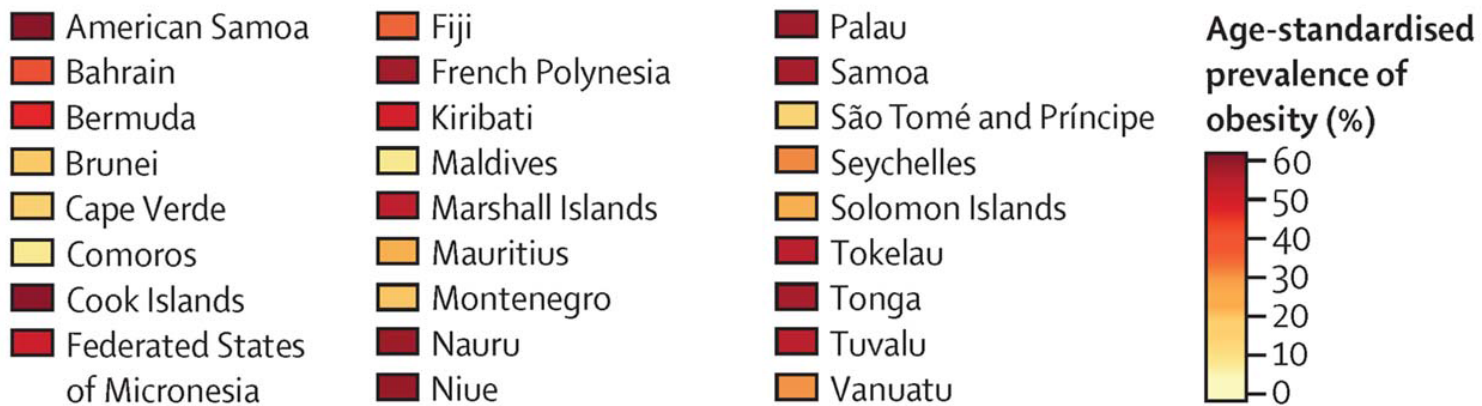 American Samoa
Bahrain
Bermuda
Brunei
Cape Verde
Comoros
Cook Islands
Federated States
of Micronesia
Fiji
French Polynesia
Kiribati
Maldives
Marshall Islands
Mauritius
Montenegro
Nauru
Niue
Palau
Samoa
São Tomé and Príncipe
Seychelles
Solomon Islands
Tokelau
Tonga
Tuvalu
Vanuatu
Age-standardised
prevalence of
obesity (%)
60
50
40
30
20
10
0